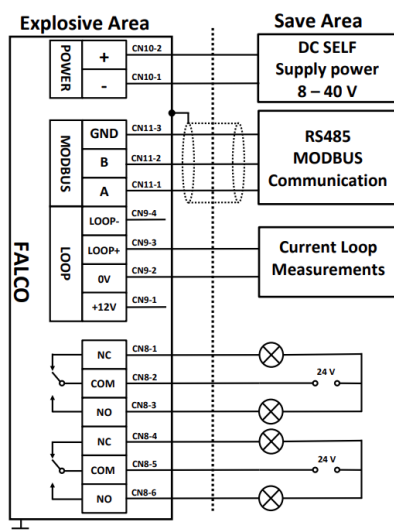 Explosive Area
Save Area
POWER
+
CN10-2
-
CN10-1
DC SELF
Supply power
8 – 40 V
MODBUS
GND
CN11-3
B
CN11-2
A
CN11-1
RS485
MODBUS
Communication
LOOP
LOOP-
CN9-4
LOOP+
CN9-3
0V
CN9-2
+12V
CN9-1
Current Loop
Measurements
FALCO
NC
CN8-1
COM
CN8-2
24 V
NO
CN8-3
NC
CN8-4
COM
CN8-5
24 V
NO
CN8-6